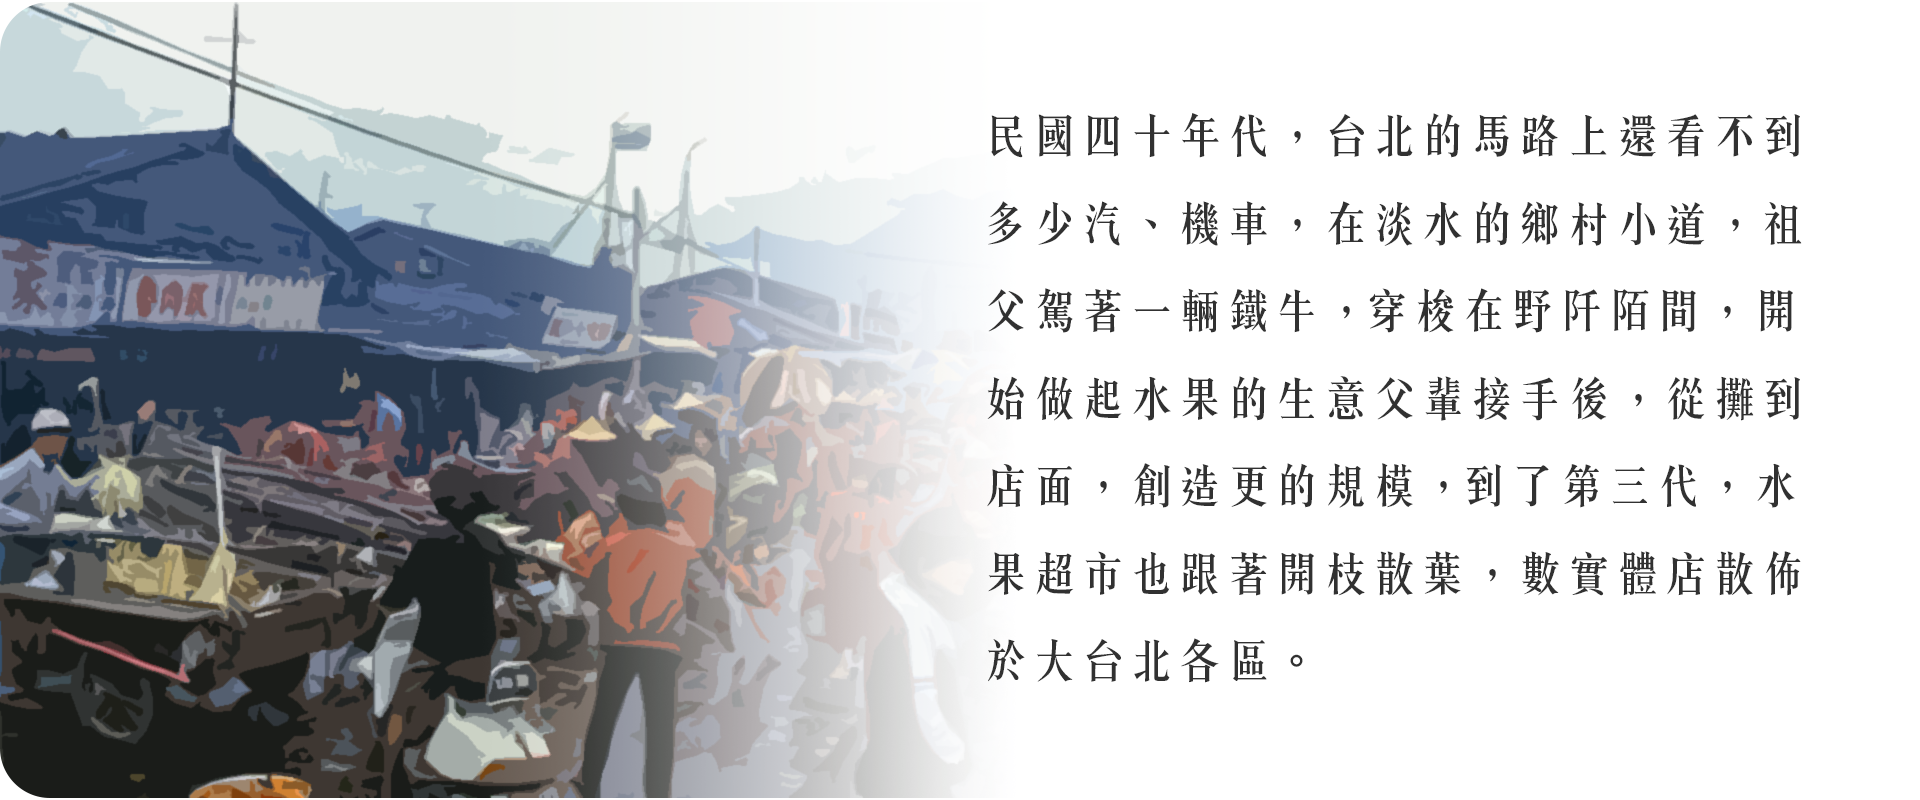 民國四十年代，台北的馬路上還看不到
多少汽、機車，在淡水的鄉村小道，祖
父駕著一輛鐵牛，穿梭在野阡陌間，開
始做起水果的生意父輩接手後，從攤到
店面，創造更的規模，到了第三代，水
果超市也跟著開枝散葉，數實體店散佈
於大台北各區。